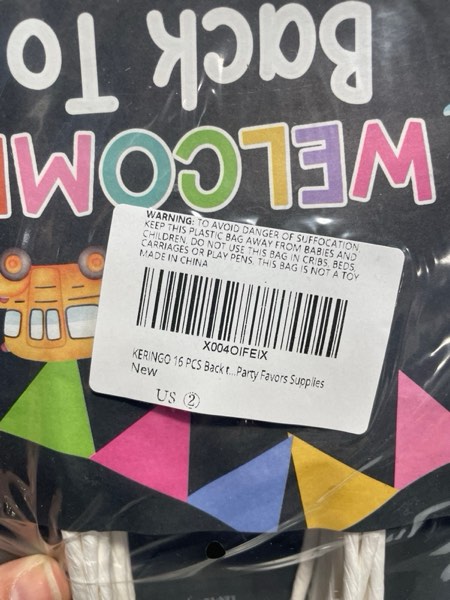 Back To
WELCOM
WARNING: TO AVOID DANGER OF SUFFOCATION
KEEP THIS PLASTIC BAG AWAY FROM BABIES AND
CHILDREN. DO NOT USE THIS BAG IN CRIBS, BEDS,
CARRIAGES OR PLAY PENS. THIS BAG IS NOT A TOY
MADE IN CHINA
X004OIFEIX
KERINGO 16 PCS Back t...Party Favors Supplies
New
US ②